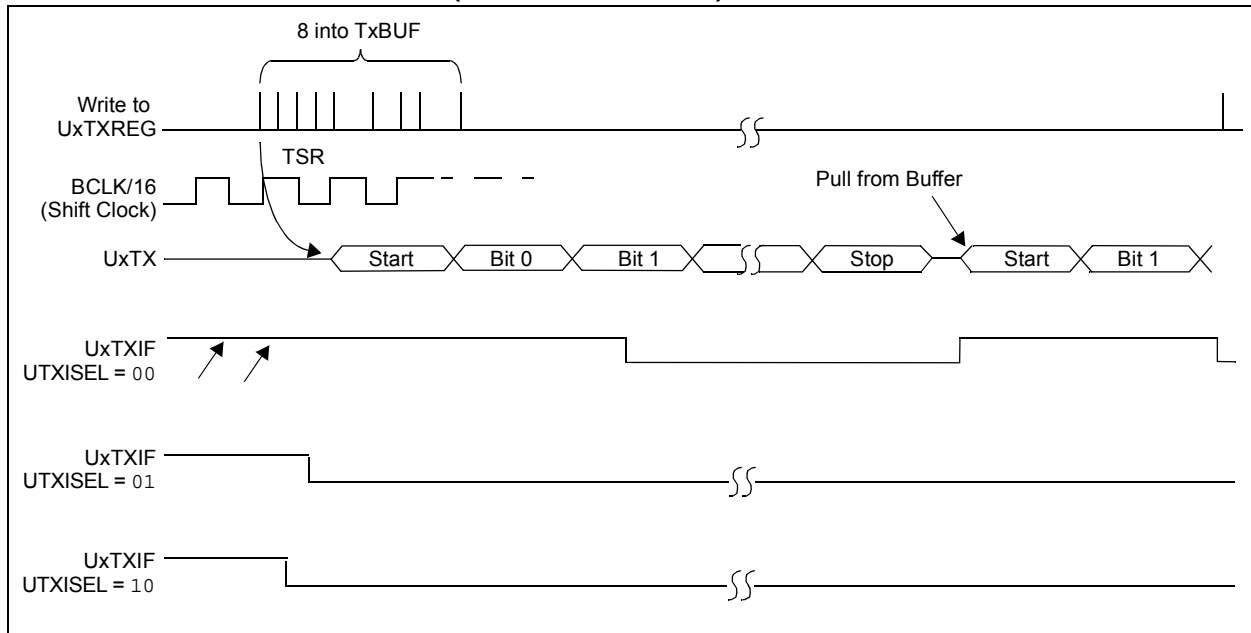 8 into TxBUF
Write to
UxTXREG
TSR
BCLK/16
(Shift Clock)
Pull from Buffer
UxTX
Start
Bit 0
Bit 1
Stop
Start
Bit 1
UxTXIF
UTXISEL = 00
UxTXIF
UTXISEL = 01
UxTXIF
UTXISEL = 10